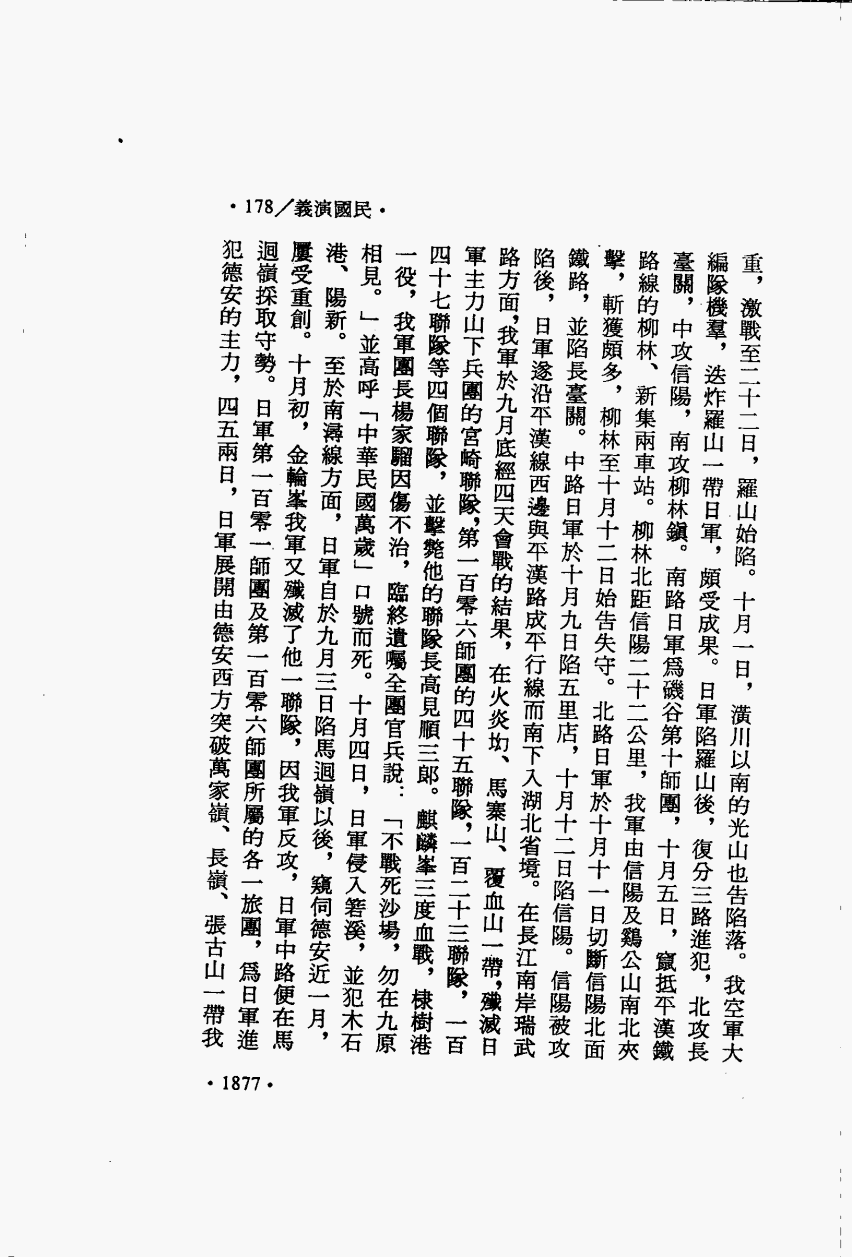 •178／義演國民•
重，激戰至二十二日，羅山始陷。十月一日，潢川以南的光山也告陷落。我空軍大
編隊機羣，迭炸羅山一帶日軍，頗受成果。日軍陷羅山後，復分三路進犯，北攻長
臺關，中攻信陽，南攻柳林鎭。南路日軍爲磯谷第十師團，十月五日，竄抵平漢鐵
路線的柳林、新集兩車站。柳林北距信陽二十二公里，我軍由信陽及鷄公山南北夾
擊，斬獲頗多，柳林至十月十二日始告失守。北路日軍於十月十一日切斷信陽北面
鐵路，並陷長臺關。中路日軍於十月九日陷五里店，十月十二日陷信陽。信陽被攻
陷後，日軍遂沿平漢線西邊與平漢路成平行線而南下入湖北省境。在長江南岸瑞武
路方面，我軍於九月底經四天會戰的結果，在火炎㘭、馬寨山、覆血山一帶，殲滅日
軍主力山下兵團的宮崎聯隊，第一百零六師團的四十五聯隊，一百二十三聯隊，一百
四十七聯隊等四個聯隊，並擊斃他的聯隊長高見順三郎。麒麟峯三度血戰，棣樹港
一役，我軍團長楊家騮因傷不治，臨終遺囑全團官兵說：「不戰死沙場，勿在九原
相見。」並高呼「中華民國萬歲」口號而死。十月四日，日軍侵入箬溪，並犯木石
港、陽新。至於南潯線方面，日軍自於九月三日陷馬迴嶺以後，窺伺德安近一月，
屢受重創。十月初，金輪峯我軍又殲滅了他一聯隊，因我軍反攻，日軍中路便在馬
迴嶺採取守勢。日軍第一百零一師團及第一百零六師團所屬的各一旅團，爲日軍進
犯德安的主力，四五兩日，日軍展開由德安西方突破萬家嶺、長嶺、張古山一帶我
•1877•